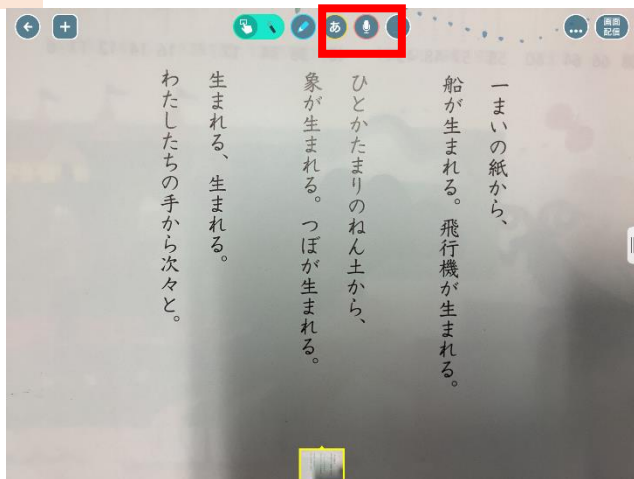 あ
画面
配信
一まいの紙から、
船が生まれる。飛行機が生まれる。
ひとかたまりのねん土から、
象が生まれる。つぼが生まれる。
生まれる、生まれる。
わたしたちの手から次々と。